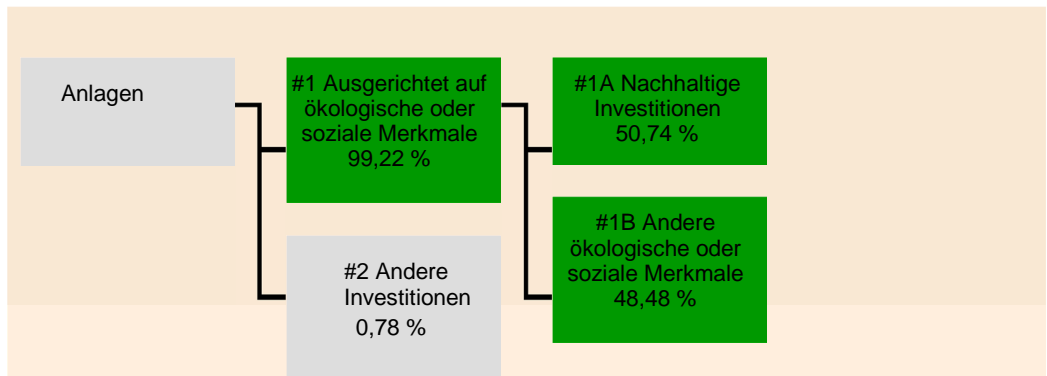 Anlagen
#1 Ausgerichtet auf
ökologische oder
soziale Merkmale
99,22 %
#2 Andere
Investitionen
0,78 %
#1A Nachhaltige
Investitionen
50,74 %
#1B Andere
ökologische oder
soziale Merkmale
48,48 %